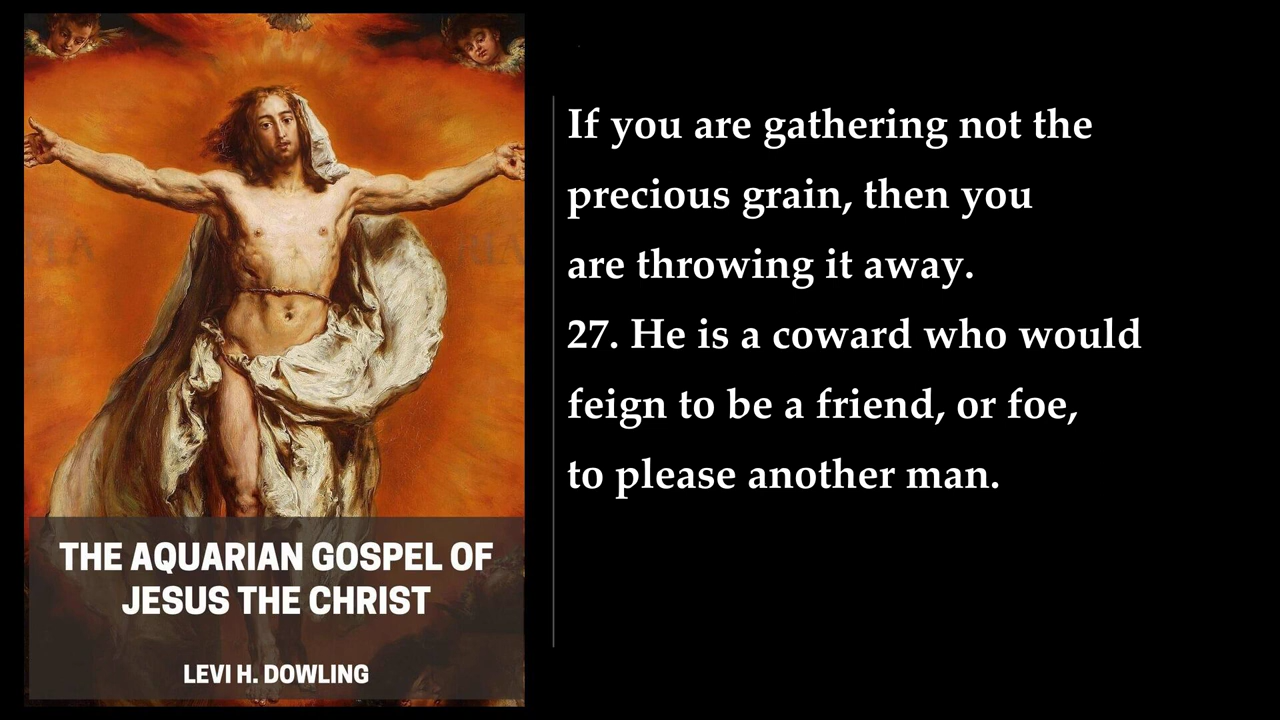 THE AQUARIAN GOSPEL OF
JESUS THE CHRIST
LEVI H. DOWLING
If you are gathering not the
precious grain, then you
are throwing it away.
27. He is a coward who would
feign to be a friend, or foe,
to please another man.